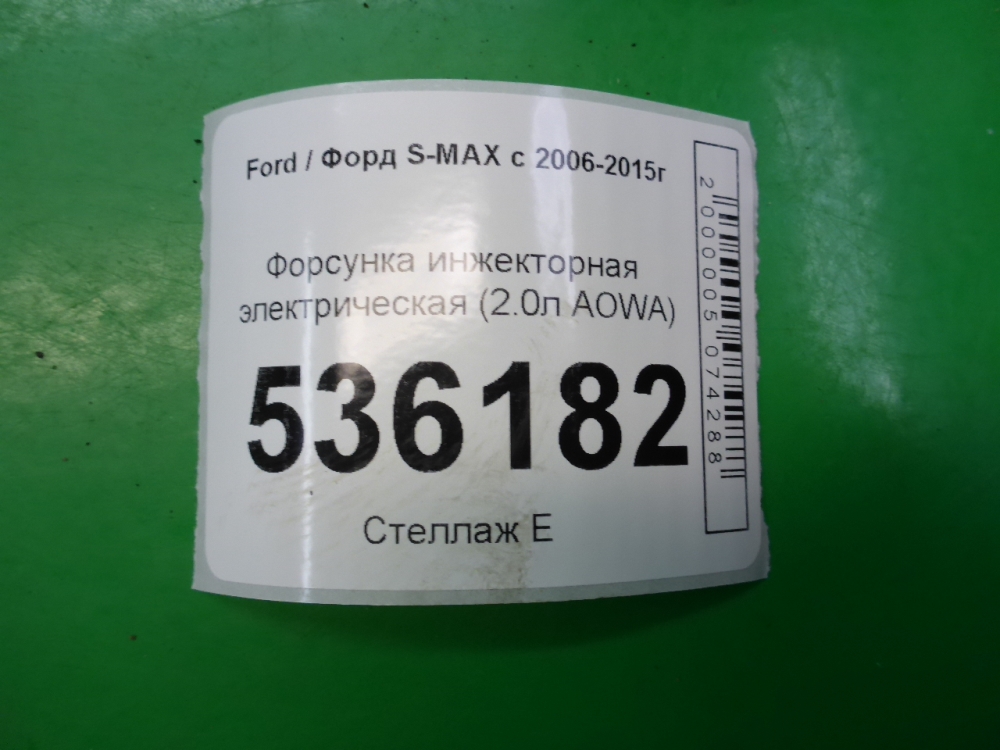 Ford / Форд S-MAX с 2006-2015г
Форсунка инжекторная
электрическая (2.0л AOWA)
536182
Стеллаж Е
2000005074288